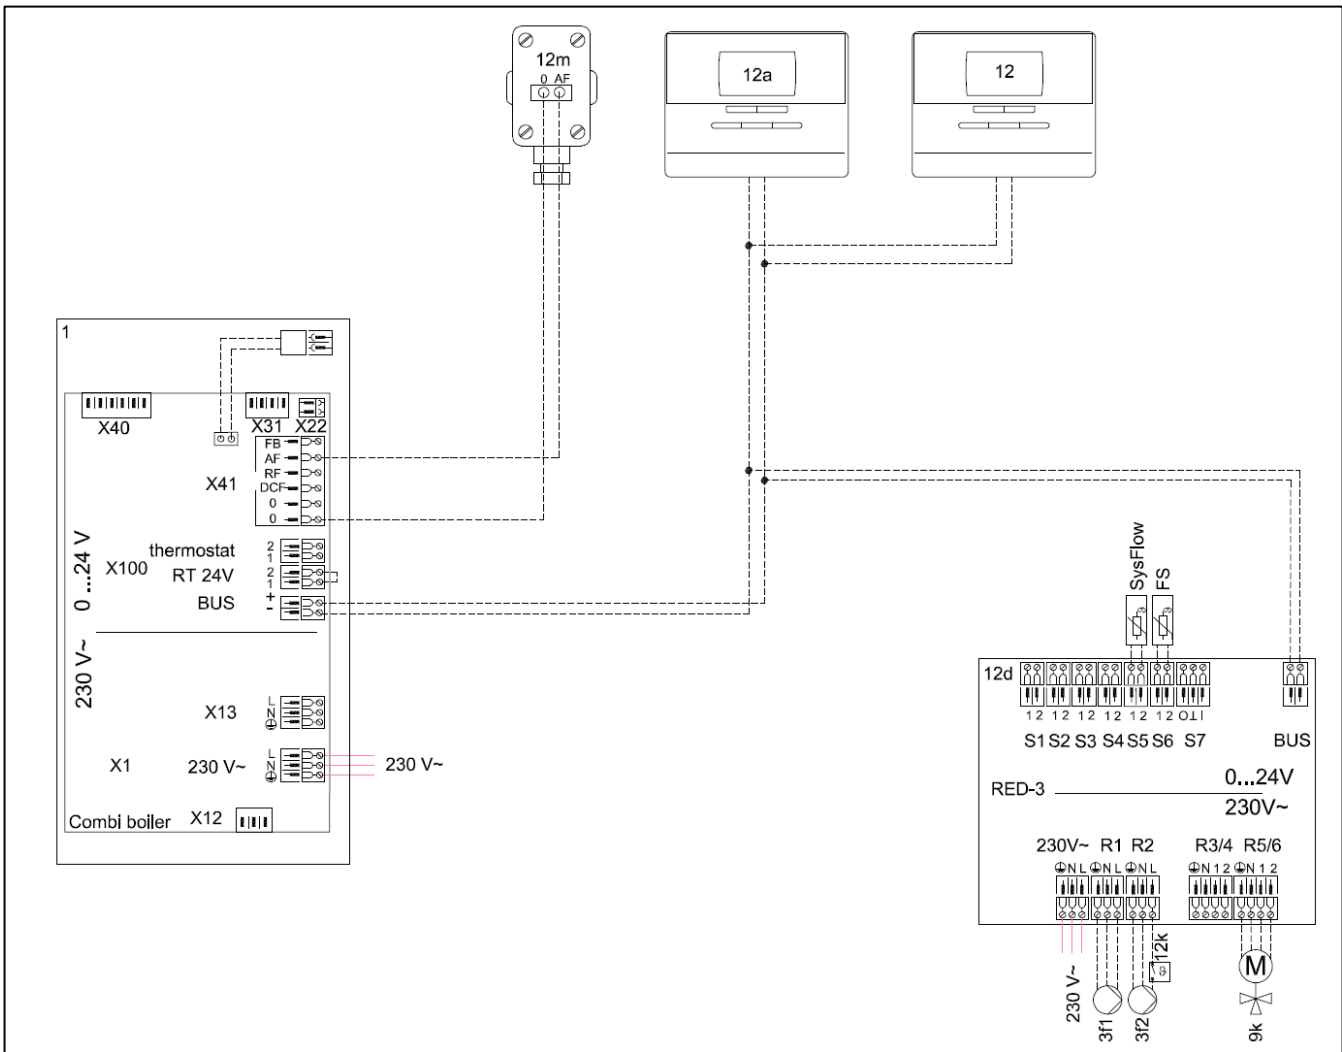 12m
0 AF
12a
12
1
X40
X31 X22
FB
AF
RF
DCF
0
0
X41
thermostat 2
1
X100
RT 24V 2
1
BUS + 
-
0 ...24 V
230 V~
X13
L
N
X1
230 V~
L
N
230 V~
Combi boiler
X12
SysFlow
FS
12d
1 2 1 2 1 2 1 2 1 2 1 2 O ⊥ I
S1 S2 S3 S4 S5 S6 S7 BUS
RED-3
0...24V
230V~
230V~ R1 R2 R3/4 R5/6
N L N L N L N 1 2 N 1 2
230 V~
3f1
3f2
12k
M
9k